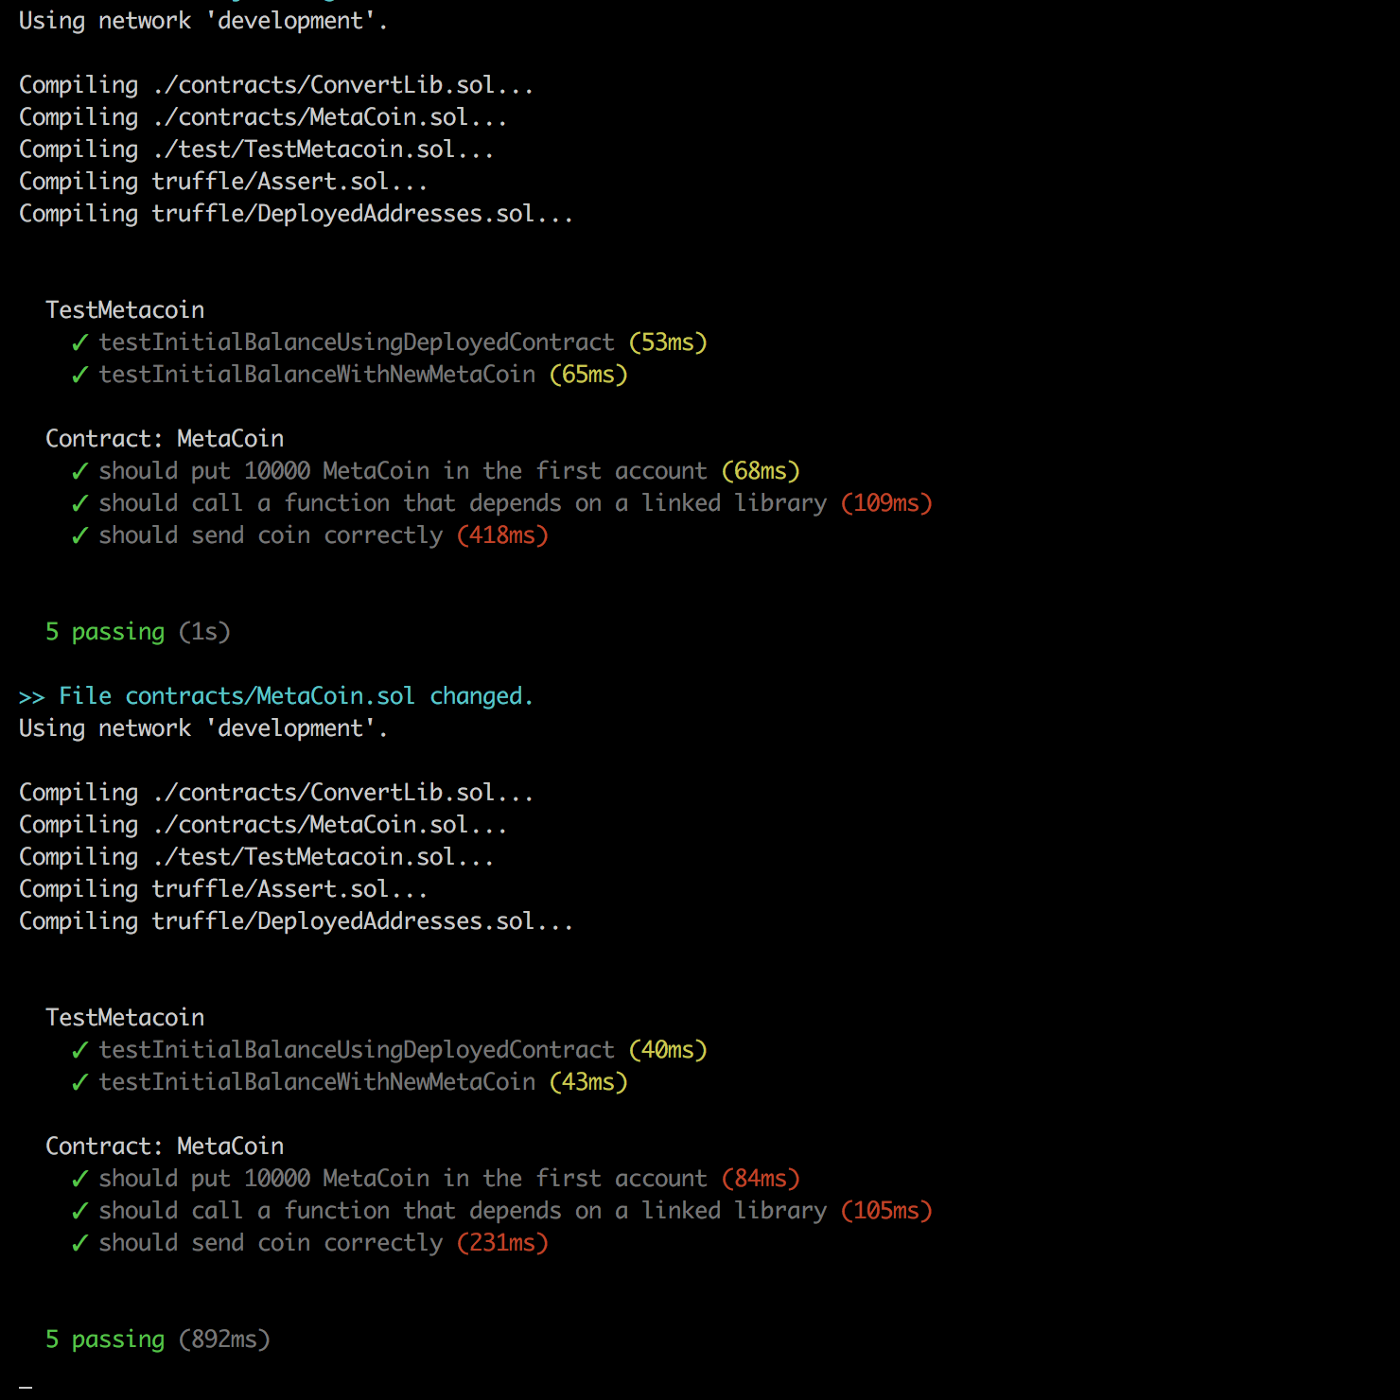 Using network 'development'.
Compiling ./contracts/ConvertLib.sol...
Compiling ./contracts/MetaCoin.sol...
Compiling ./test/TestMetacoin.sol...
Compiling truffle/Assert.sol...
Compiling truffle/DeployedAddresses.sol...
TestMetacoin
✓ testInitialBalanceUsingDeployedContract (53ms)
✓ testInitialBalanceWithNewMetaCoin (65ms)
Contract: MetaCoin
✓ should put 10000 MetaCoin in the first account (68ms)
✓ should call a function that depends on a linked library (109ms)
✓ should send coin correctly (418ms)
5 passing (1s)
>> File contracts/MetaCoin.sol changed.
Using network 'development'.
Compiling ./contracts/ConvertLib.sol...
Compiling ./contracts/MetaCoin.sol...
Compiling ./test/TestMetacoin.sol...
Compiling truffle/Assert.sol...
Compiling truffle/DeployedAddresses.sol...
TestMetacoin
✓ testInitialBalanceUsingDeployedContract (40ms)
✓ testInitialBalanceWithNewMetaCoin (43ms)
Contract: MetaCoin
✓ should put 10000 MetaCoin in the first account (84ms)
✓ should call a function that depends on a linked library (105ms)
✓ should send coin correctly (231ms)
5 passing (892ms)